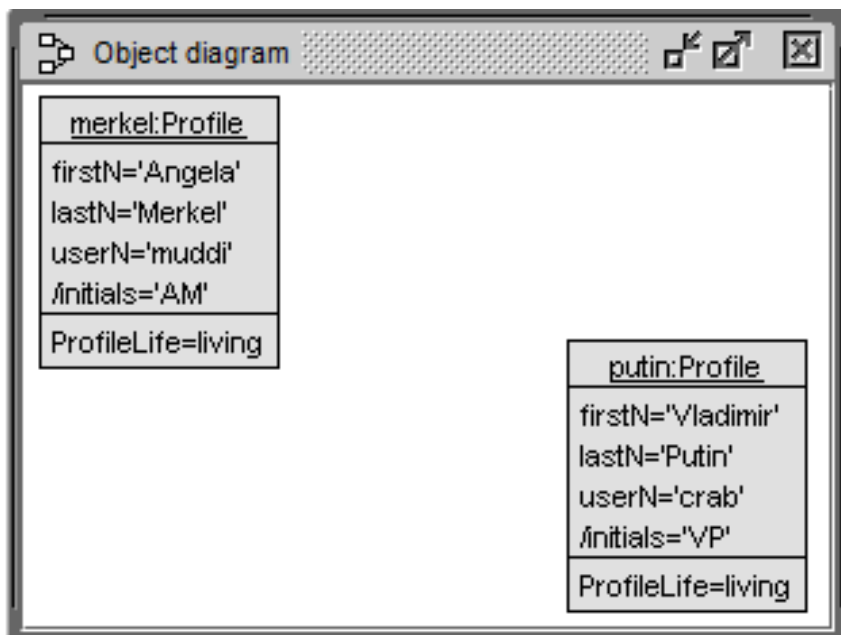 Object diagram
merkel:Profile
firstN='Angela'
lastN='Merkel'
userN='muddi'
/initials='AM'
ProfileLife=living
putin:Profile
firstN='Vladimir'
lastN='Putin'
userN='crab'
/initials='VP'
ProfileLife=living